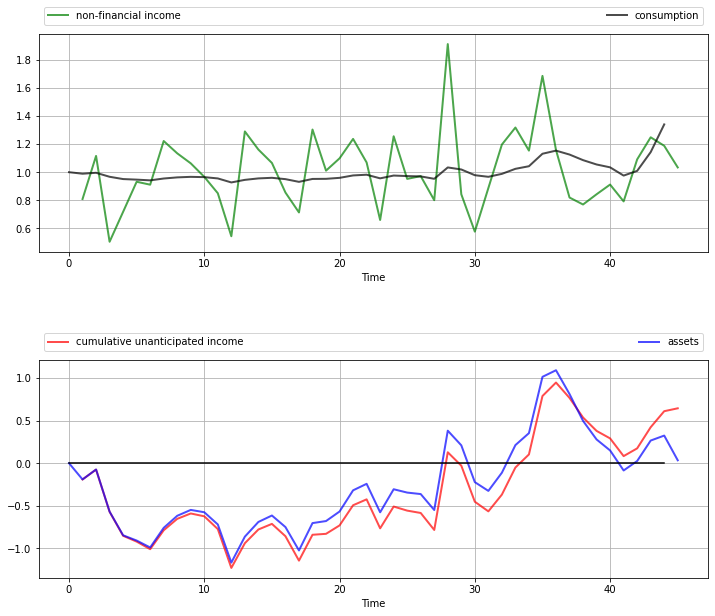 non-financial income consumption
1.8
1.6
1.4
1.2
1.0
0.8
0.6
0 10 20 30 40
Time
cumulative unanticipated income assets
1.0
0.5
0.0
−0.5
−1.0
0 10 20 30 40
Time